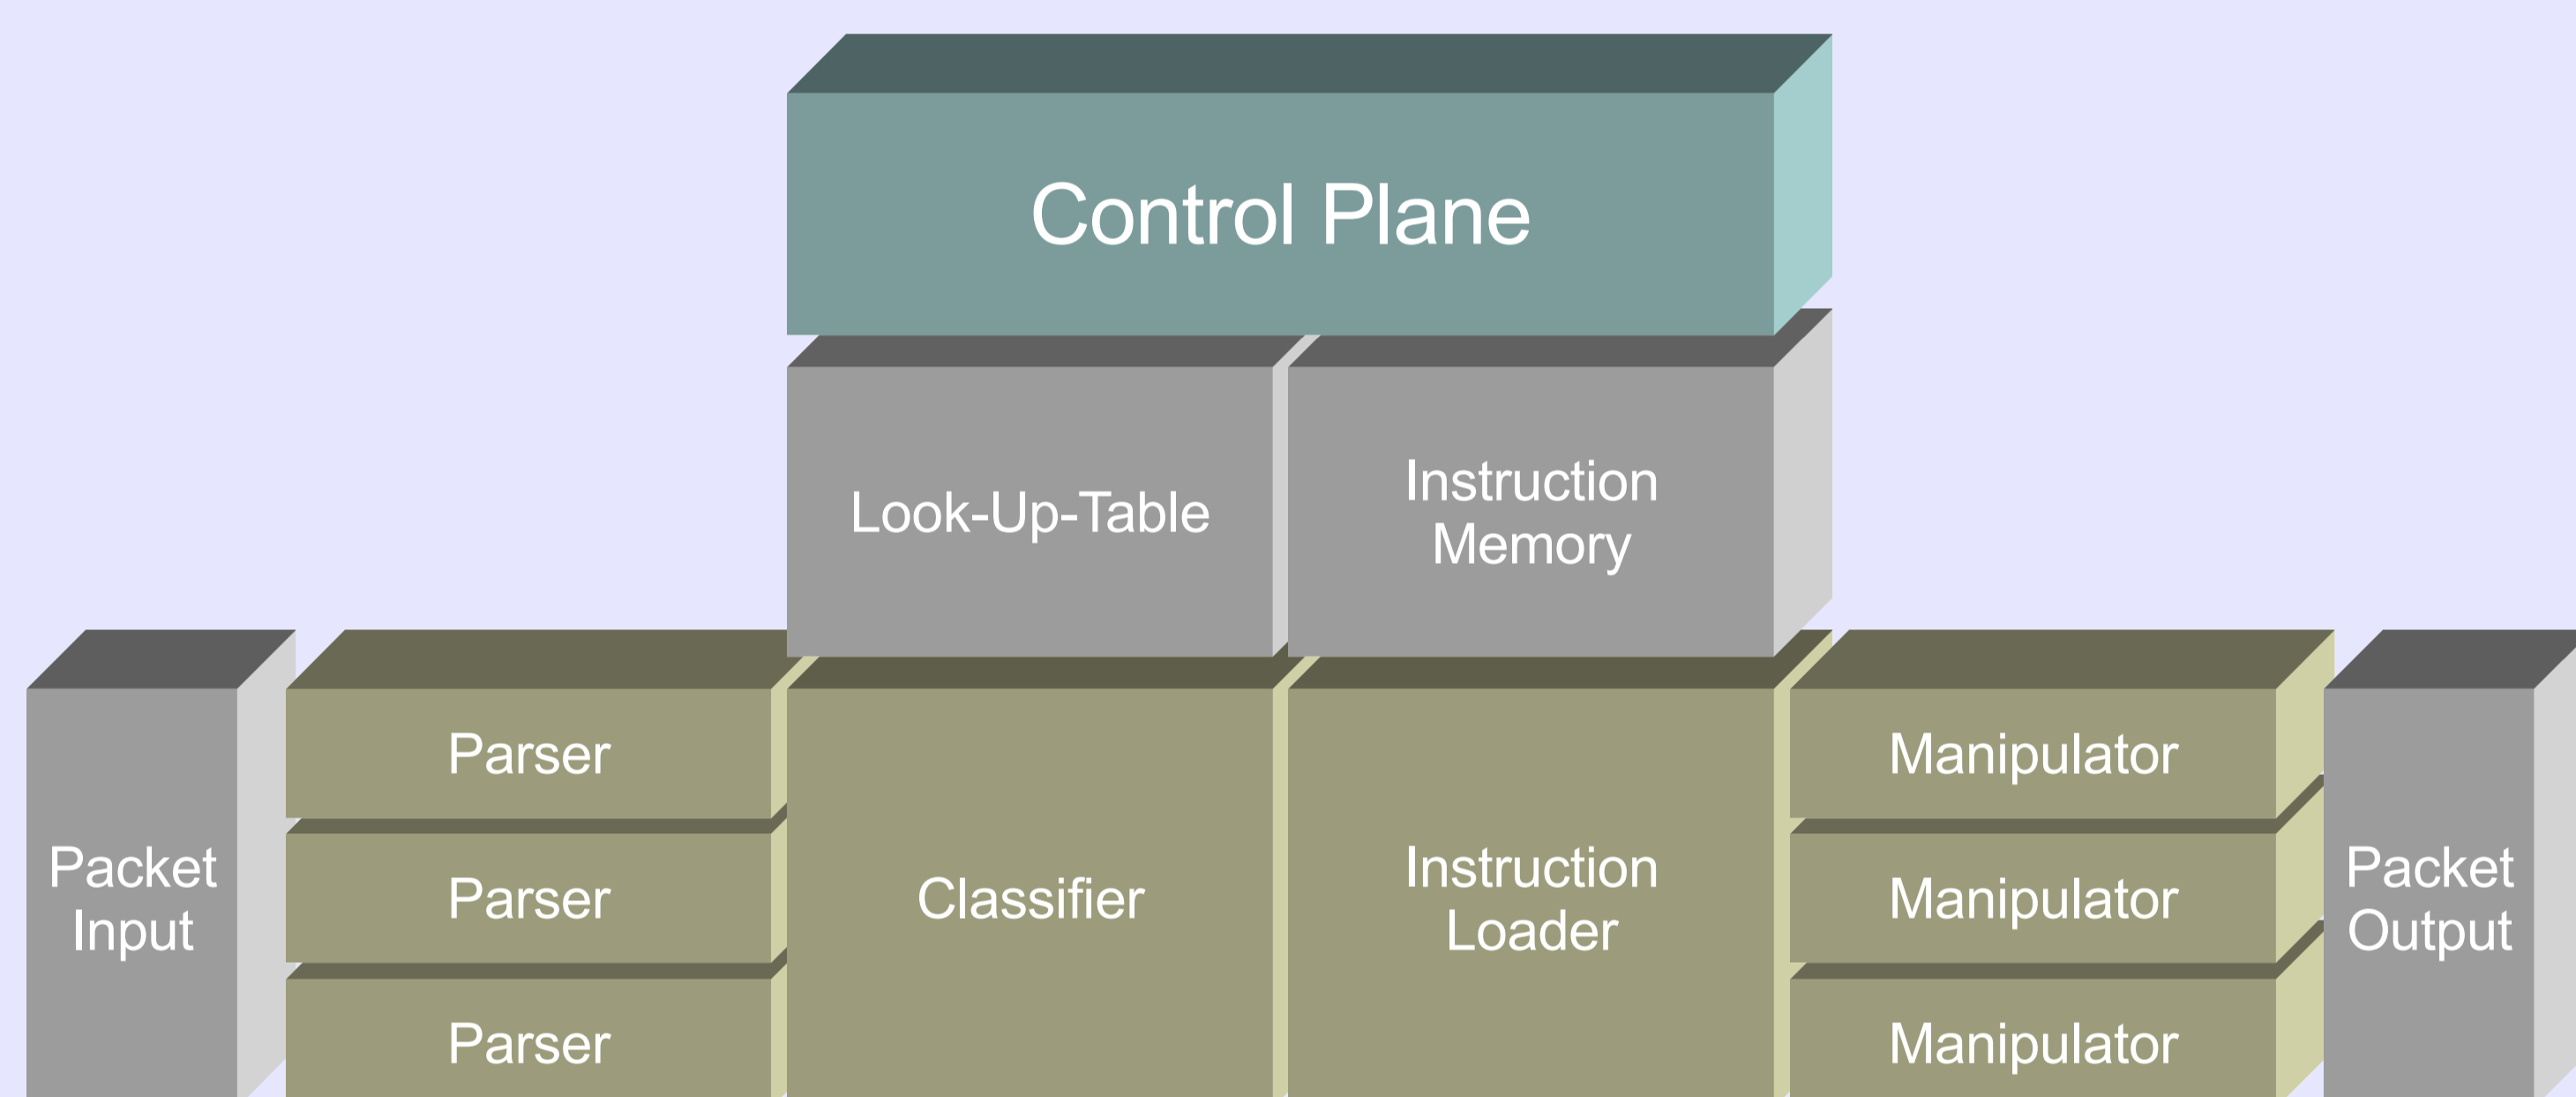 Control Plane
Look-Up-Table
Instruction
Memory
Packet
Input
Parser
Parser
Parser
Classifier
Instruction
Loader
Manipulator
Manipulator
Manipulator
Packet
Output